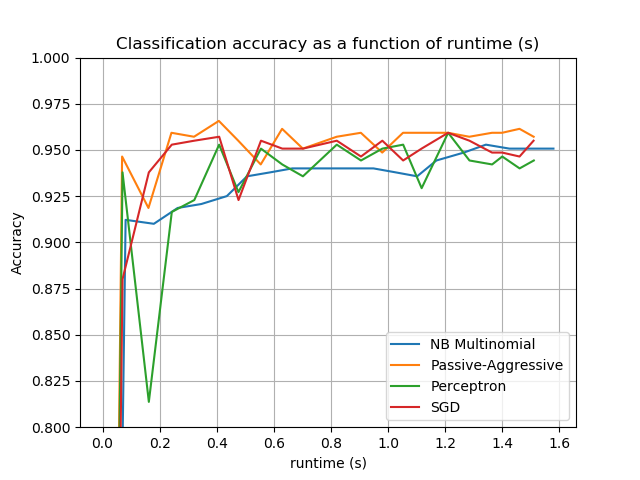 Classification accuracy as a function of runtime (s)
1.000
0.975
0.950
0.925
0.900
0.875
0.850
0.825
0.800
Accuracy
NB Multinomial
Passive-Aggressive
Perceptron
SGD
0.0 0.2 0.4 0.6 0.8 1.0 1.2 1.4 1.6
runtime (s)